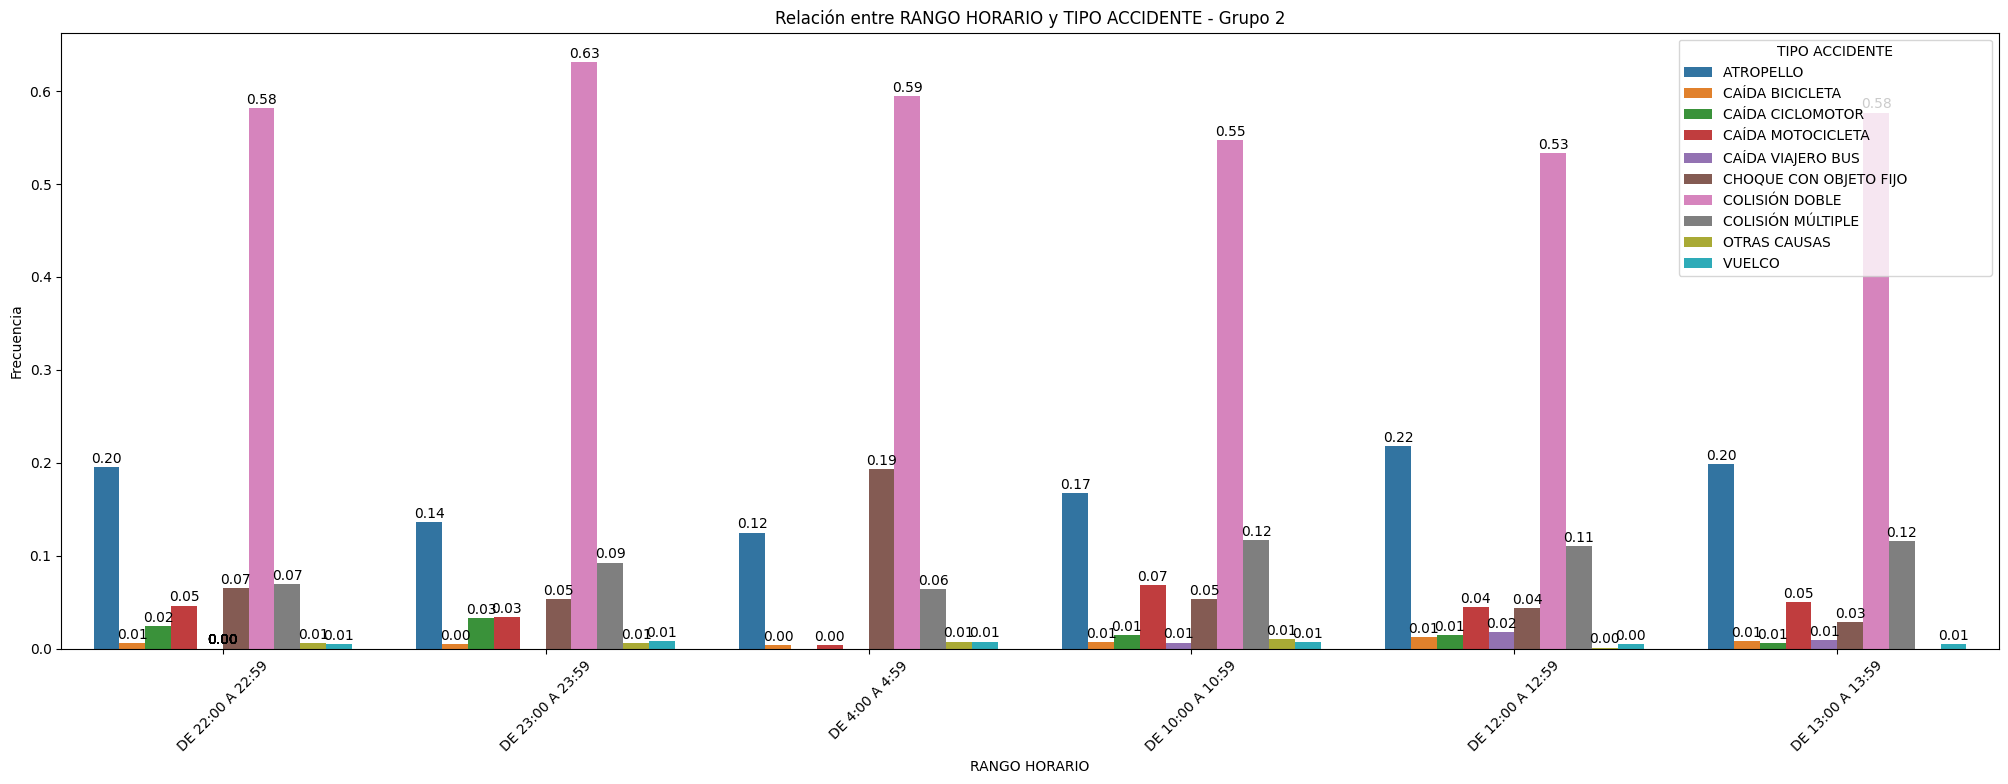 Relación entre RANGO HORARIO y TIPO ACCIDENTE - Grupo 2
TIPO ACCIDENTE
ATROPELLO
CAÍDA BICICLETA
CAÍDA CICLOMOTOR
CAÍDA MOTOCICLETA
CAÍDA VIAJERO BUS
CHOQUE CON OBJETO FIJO
COLISIÓN DOBLE
COLISIÓN MÚLTIPLE
OTRAS CAUSAS
VUELCO
Frecuencia
0.6
0.5
0.4
0.3
0.2
0.1
0.0
0.20 0.01 0.02 0.05 0.00 0.07 0.58 0.07 0.01 0.01
0.14 0.00 0.03 0.03 0.05 0.63 0.09 0.01 0.01
0.12 0.00 0.00 0.19 0.59 0.06 0.01 0.01
0.17 0.01 0.01 0.07 0.01 0.05 0.55 0.12 0.01 0.01
0.22 0.01 0.01 0.04 0.02 0.04 0.53 0.11 0.00 0.00
0.20 0.01 0.01 0.05 0.01 0.03 0.58 0.12 0.01
DE 22:00 A 22:59
DE 23:00 A 23:59
DE 4:00 A 4:59
DE 10:00 A 10:59
DE 12:00 A 12:59
DE 13:00 A 13:59
RANGO HORARIO